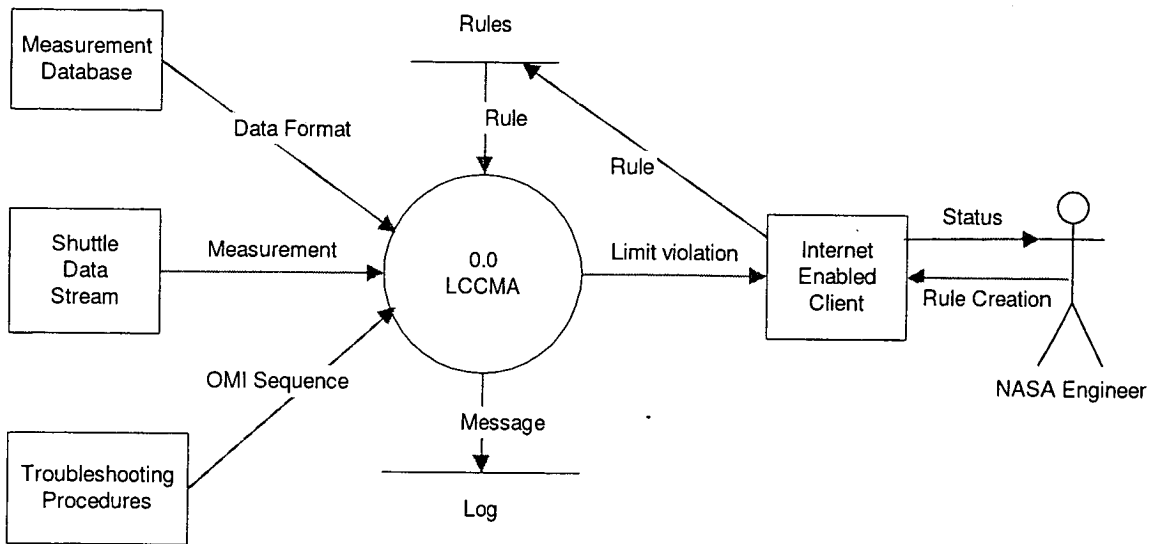 Measurement
Database
Rules
Data Format
Rule
Rule
Shuttle
Data
Stream
Measurement
0.0
LCCMA
Limit violation
Internet
Enabled
Client
Status
Rule Creation
NASA Engineer
OMI Sequence
Message
Troubleshooting
Procedures
Log